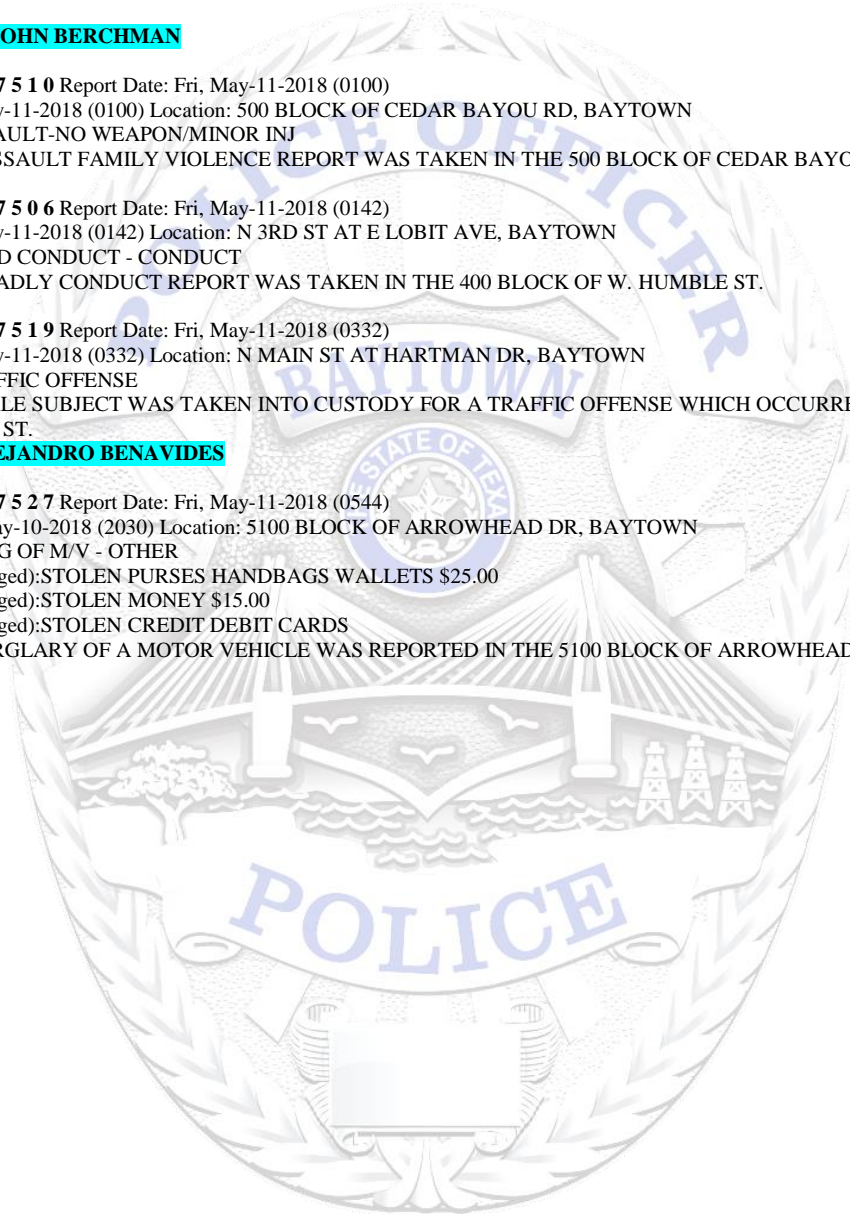 OHN BERCHMAN
7 5 1 0 Report Date: Fri, May-11-2018 (0100)
y-11-2018 (0100) Location: 500 BLOCK OF CEDAR BAYOU RD, BAYTOWN
AULT-NO WEAPON/MINOR INJ
SSAULT FAMILY VIOLENCE REPORT WAS TAKEN IN THE 500 BLOCK OF CEDAR BAYO
7 5 0 6 Report Date: Fri, May-11-2018 (0142)
y-11-2018 (0142) Location: N 3RD ST AT E LOBIT AVE, BAYTOWN
D CONDUCT - CONDUCT
ADLY CONDUCT REPORT WAS TAKEN IN THE 400 BLOCK OF W. HUMBLE ST.
7 5 1 9 Report Date: Fri, May-11-2018 (0332)
y-11-2018 (0332) Location: N MAIN ST AT HARTMAN DR, BAYTOWN
FFIC OFFENSE
LE SUBJECT WAS TAKEN INTO CUSTODY FOR A TRAFFIC OFFENSE WHICH OCCURRE
ST.
EJANDRO BENAVIDES
7 5 2 7 Report Date: Fri, May-11-2018 (0544)
ay-10-2018 (2030) Location: 5100 BLOCK OF ARROWHEAD DR, BAYTOWN
G OF M/V - OTHER
ged):STOLEN PURSES HANDBAGS WALLETS $25.00
ged):STOLEN MONEY $15.00
ged):STOLEN CREDIT DEBIT CARDS
RGLARY OF A MOTOR VEHICLE WAS REPORTED IN THE 5100 BLOCK OF ARROWHEAD
POLICE OFFICER
BAYTOWN
STATE OF TEXAS
POLICE